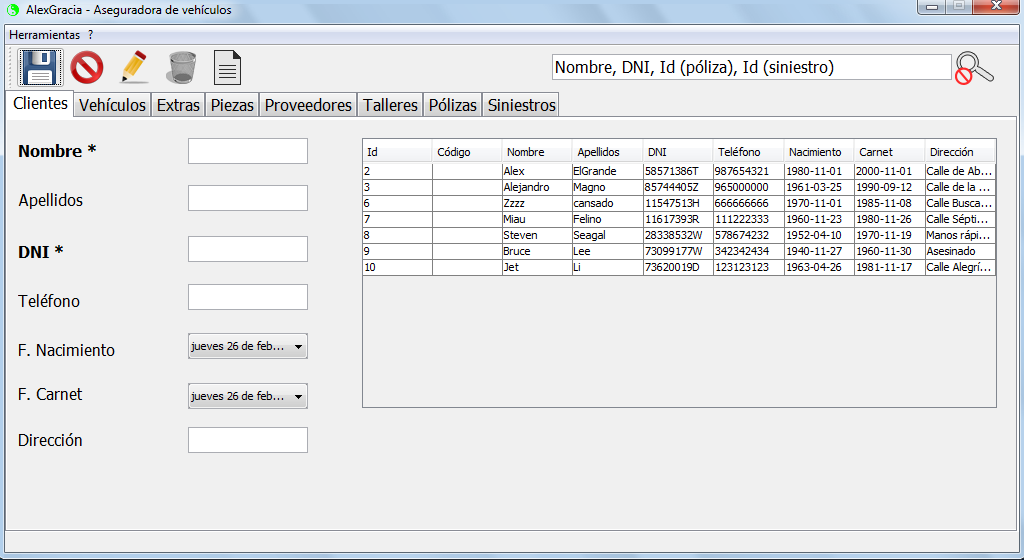 AlexGracia - Aseguradora de vehículos
Herramientas ?
Nombre, DNI, Id (póliza), Id (siniestro)
Clientes Vehículos Extras Piezas Proveedores Talleres Pólizas Siniestros
Nombre *
Apellidos
DNI *
Teléfono
F. Nacimiento jueves 26 de feb...
F. Carnet jueves 26 de feb...
Dirección
Id Código Nombre Apellidos DNI Teléfono Nacimiento Carnet Dirección
2 Alex ElGrande 58571386T 987654321 1980-11-01 2000-11-01 Calle de Ab...
3 Alejandro Magno 85744405Z 965000000 1961-03-25 1990-09-12 Calle de la ...
6 Zzzz cansado 11547513H 666666666 1970-11-01 1985-11-08 Calle Busca...
7 Miau Felino 11617393R 111222333 1960-11-23 1980-11-26 Calle Sépti...
8 Steven Seagal 28338532W 578674232 1952-04-10 1970-11-19 Manos rápi...
9 Bruce Lee 73099177W 342342434 1940-11-27 1960-11-30 Asesinado
10 Jet Li 73620019D 123123123 1963-04-26 1981-11-17 Calle Alegrí...